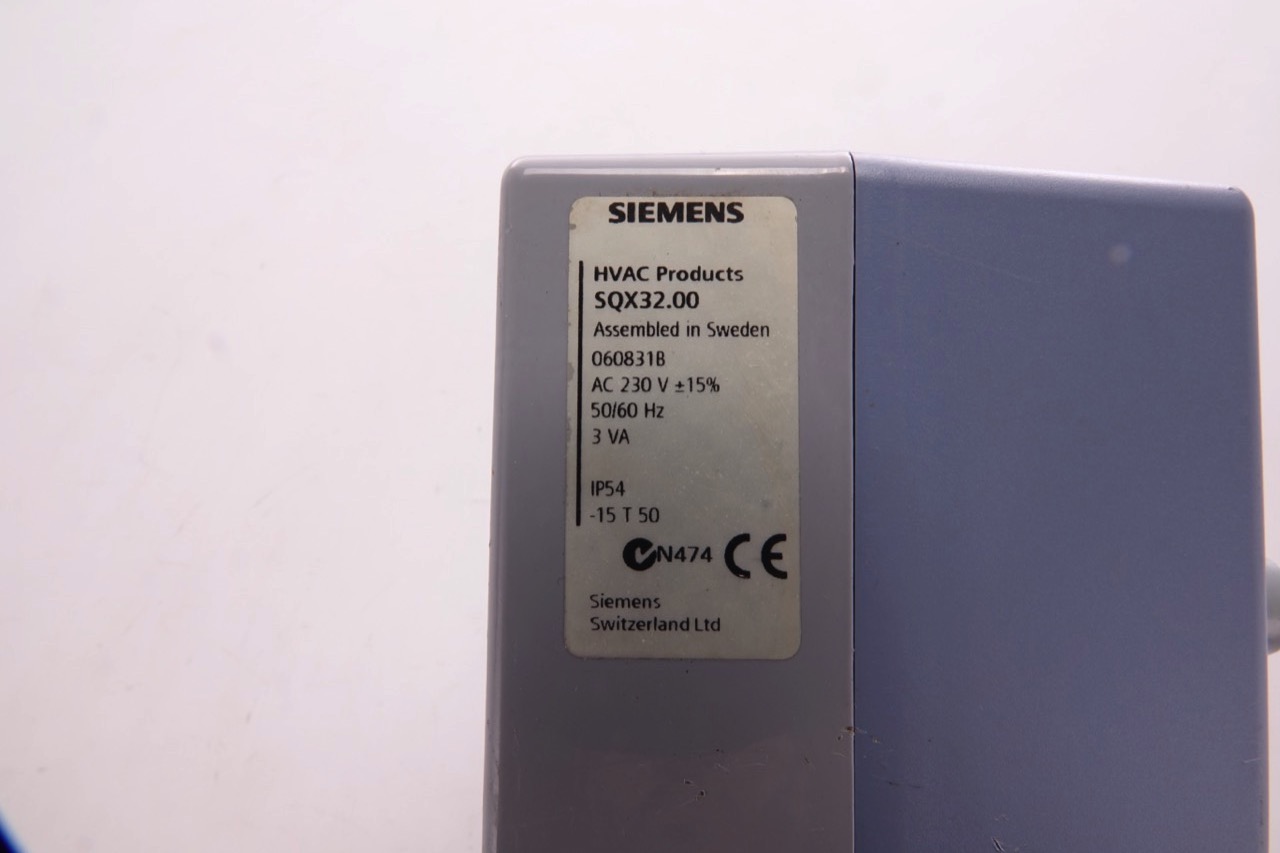 SIEMENS
HVAC Products
SQX32.00
Assembled in Sweden
060831B
AC 230 V ±15%
50/60 Hz
3 VA
IP54
-15 T 50
N474 CE
Siemens
Switzerland Ltd